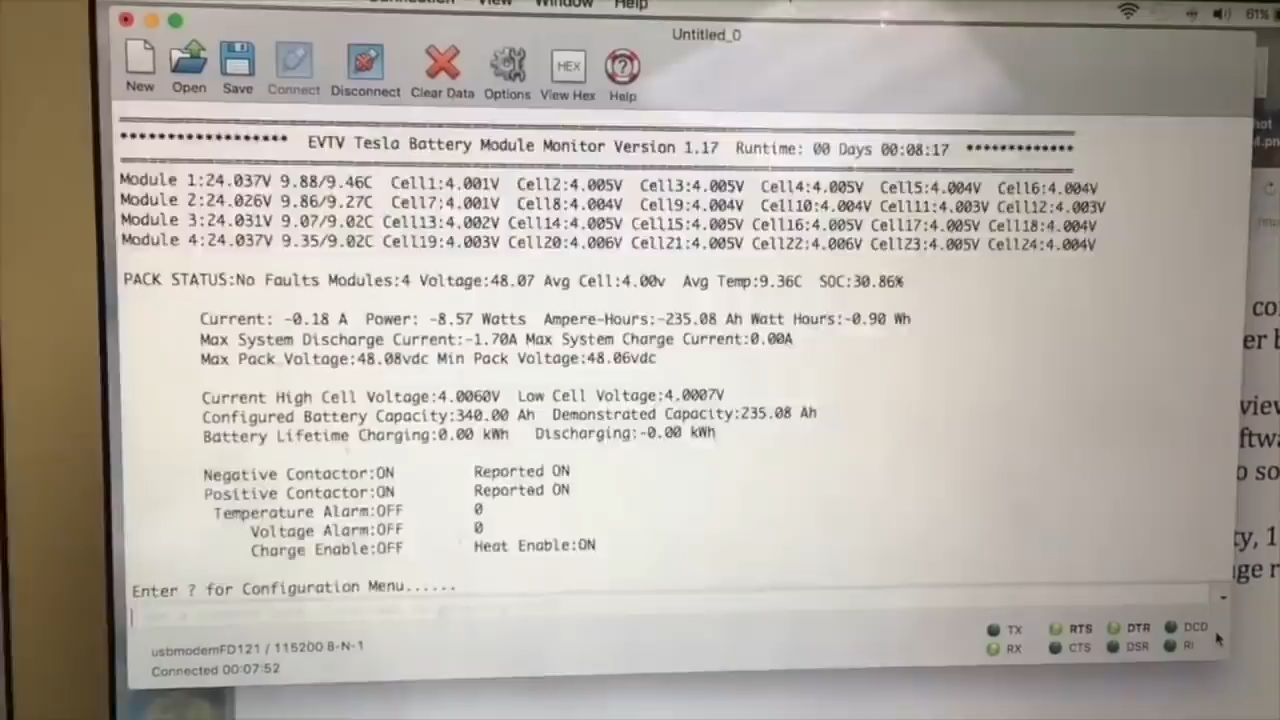 View Window Help
61%
Untitled_0
New Open Save Connect Disconnect Clear Data Options HEX View Hex Help
****************** EVTV Tesla Battery Module Monitor Version 1.17 Runtime: 00 Days 00:08:17 *************
Module 1:24.037V 9.88/9.46C Cell1:4.001V Cell2:4.005V Cell3:4.005V Cell4:4.005V Cell5:4.004V Cell6:4.004V
Module 2:24.026V 9.86/9.27C Cell7:4.001V Cell8:4.004V Cell9:4.004V Cell10:4.004V Cell11:4.003V Cell12:4.003V
Module 3:24.031V 9.07/9.02C Cell13:4.002V Cell14:4.005V Cell15:4.005V Cell16:4.005V Cell17:4.005V Cell18:4.004V
Module 4:24.037V 9.35/9.02C Cell19:4.003V Cell20:4.006V Cell21:4.005V Cell22:4.006V Cell23:4.005V Cell24:4.004V
PACK STATUS:No Faults Modules:4 Voltage:48.07 Avg Cell:4.00v Avg Temp:9.36C SOC:30.86%
Current: -0.18 A Power: -8.57 Watts Ampere-Hours:-235.08 Ah Watt Hours:-0.90 Wh
Max System Discharge Current:-1.70A Max System Charge Current:0.00A
Max Pack Voltage:48.08vdc Min Pack Voltage:48.06vdc
Current High Cell Voltage:4.0060V Low Cell Voltage:4.0007V
Configured Battery Capacity:340.00 Ah Demonstrated Capacity:235.08 Ah
Battery Lifetime Charging:0.00 kWh Discharging:-0.00 kWh
Negative Contactor:ON Reported ON
Positive Contactor:ON Reported ON
Temperature Alarm:OFF 0
Voltage Alarm:OFF 0
Charge Enable:OFF Heat Enable:ON
Enter ? for Configuration Menu......
usbmodemFD121 / 115200 8-N-1
Connected 00:07:52
TX RTS DTR DCD
RX CTS DSR RI